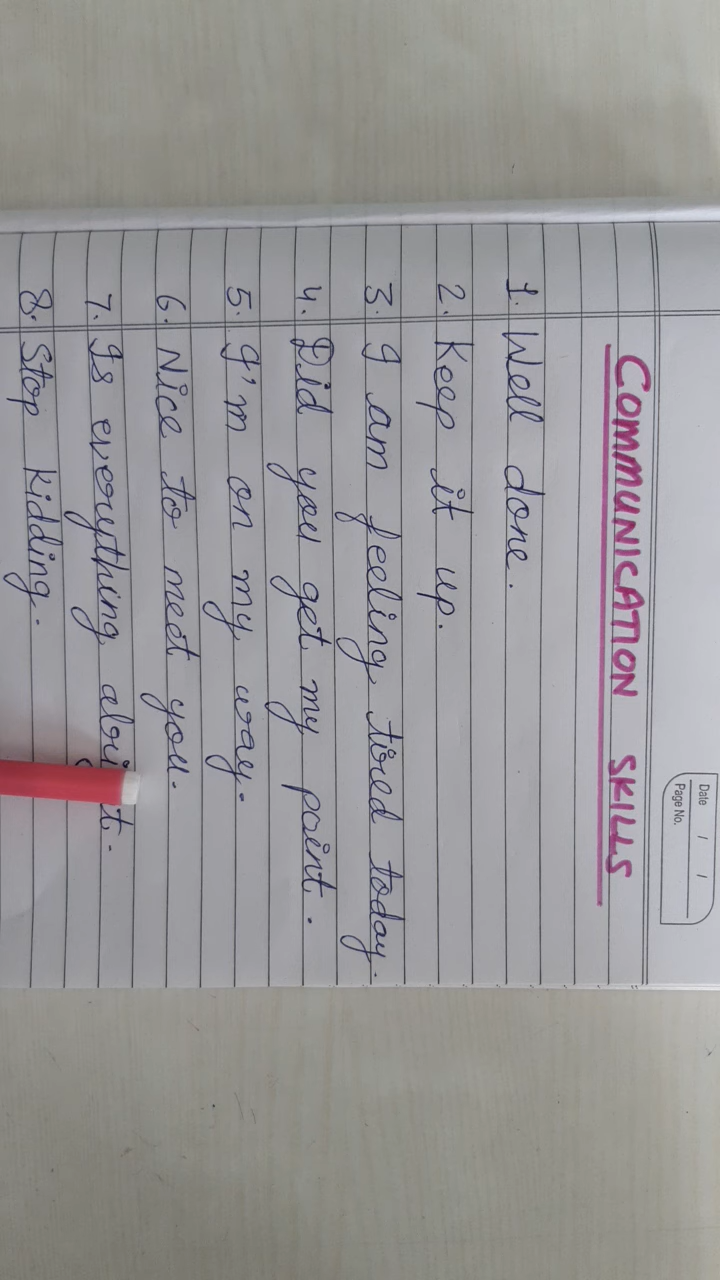 Date / /
Page No.
COMMUNICATION SKILLS
1. Well done.
2. Keep it up.
3. I am feeling tired today.
4. Did you get my point.
5. I'm on my way.
6. Nice to meet you.
7. Is everything
8. Stop kidding.